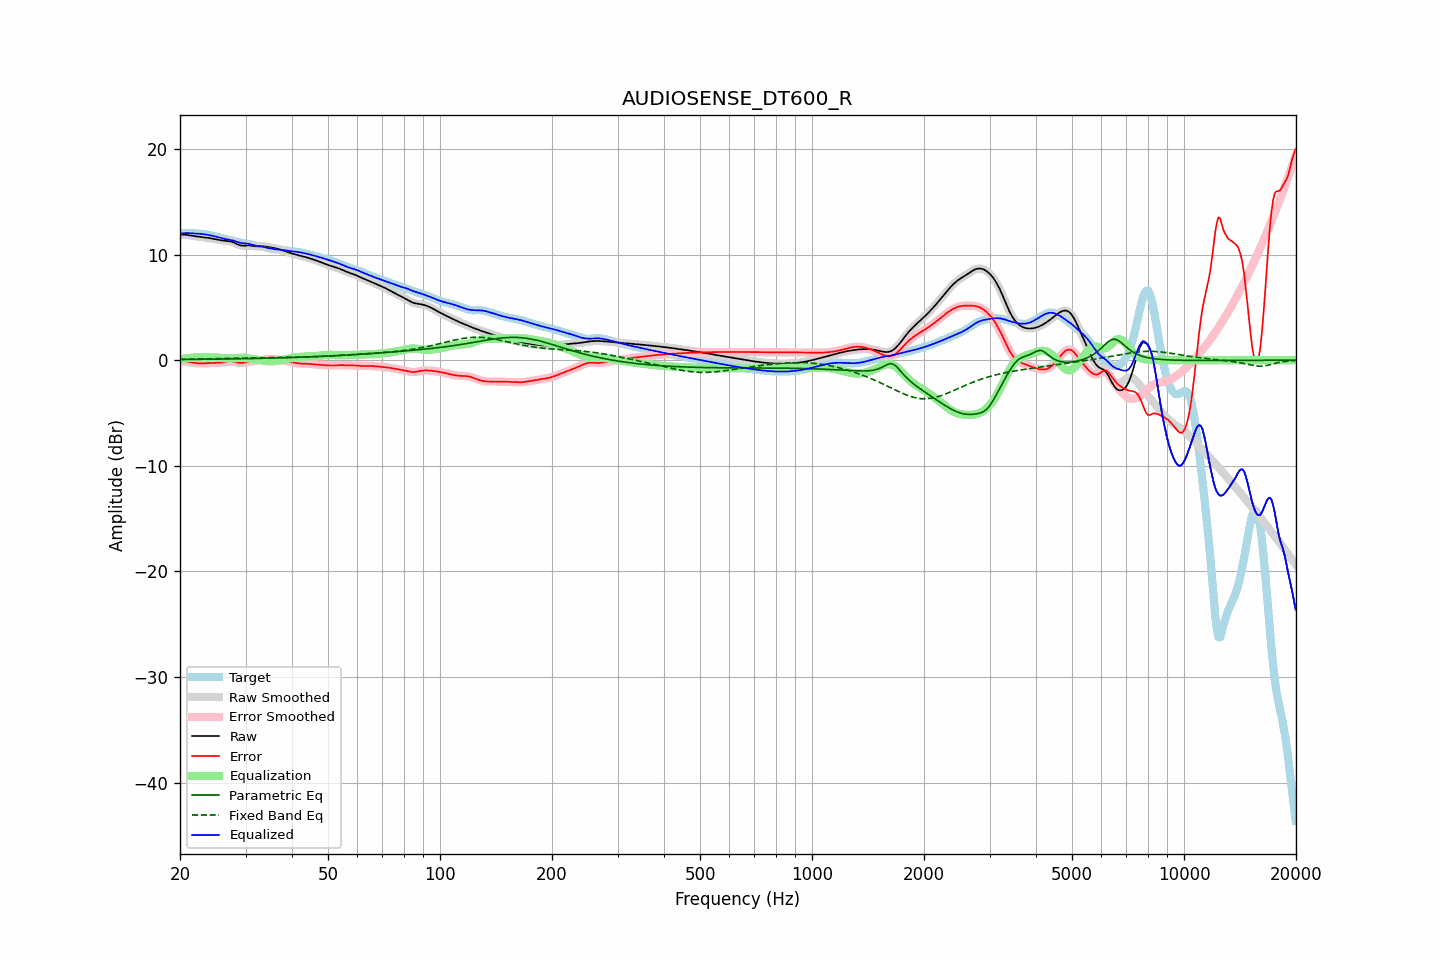 AUDIOSENSE_DT600_R
20
10
0
−10
−20
−30
−40
Amplitude (dBr)
Target
Raw Smoothed
Error Smoothed
Raw
Error
Equalization
Parametric Eq
Fixed Band Eq
Equalized
20 50 100 200 500 1000 2000 5000 10000 20000
Frequency (Hz)